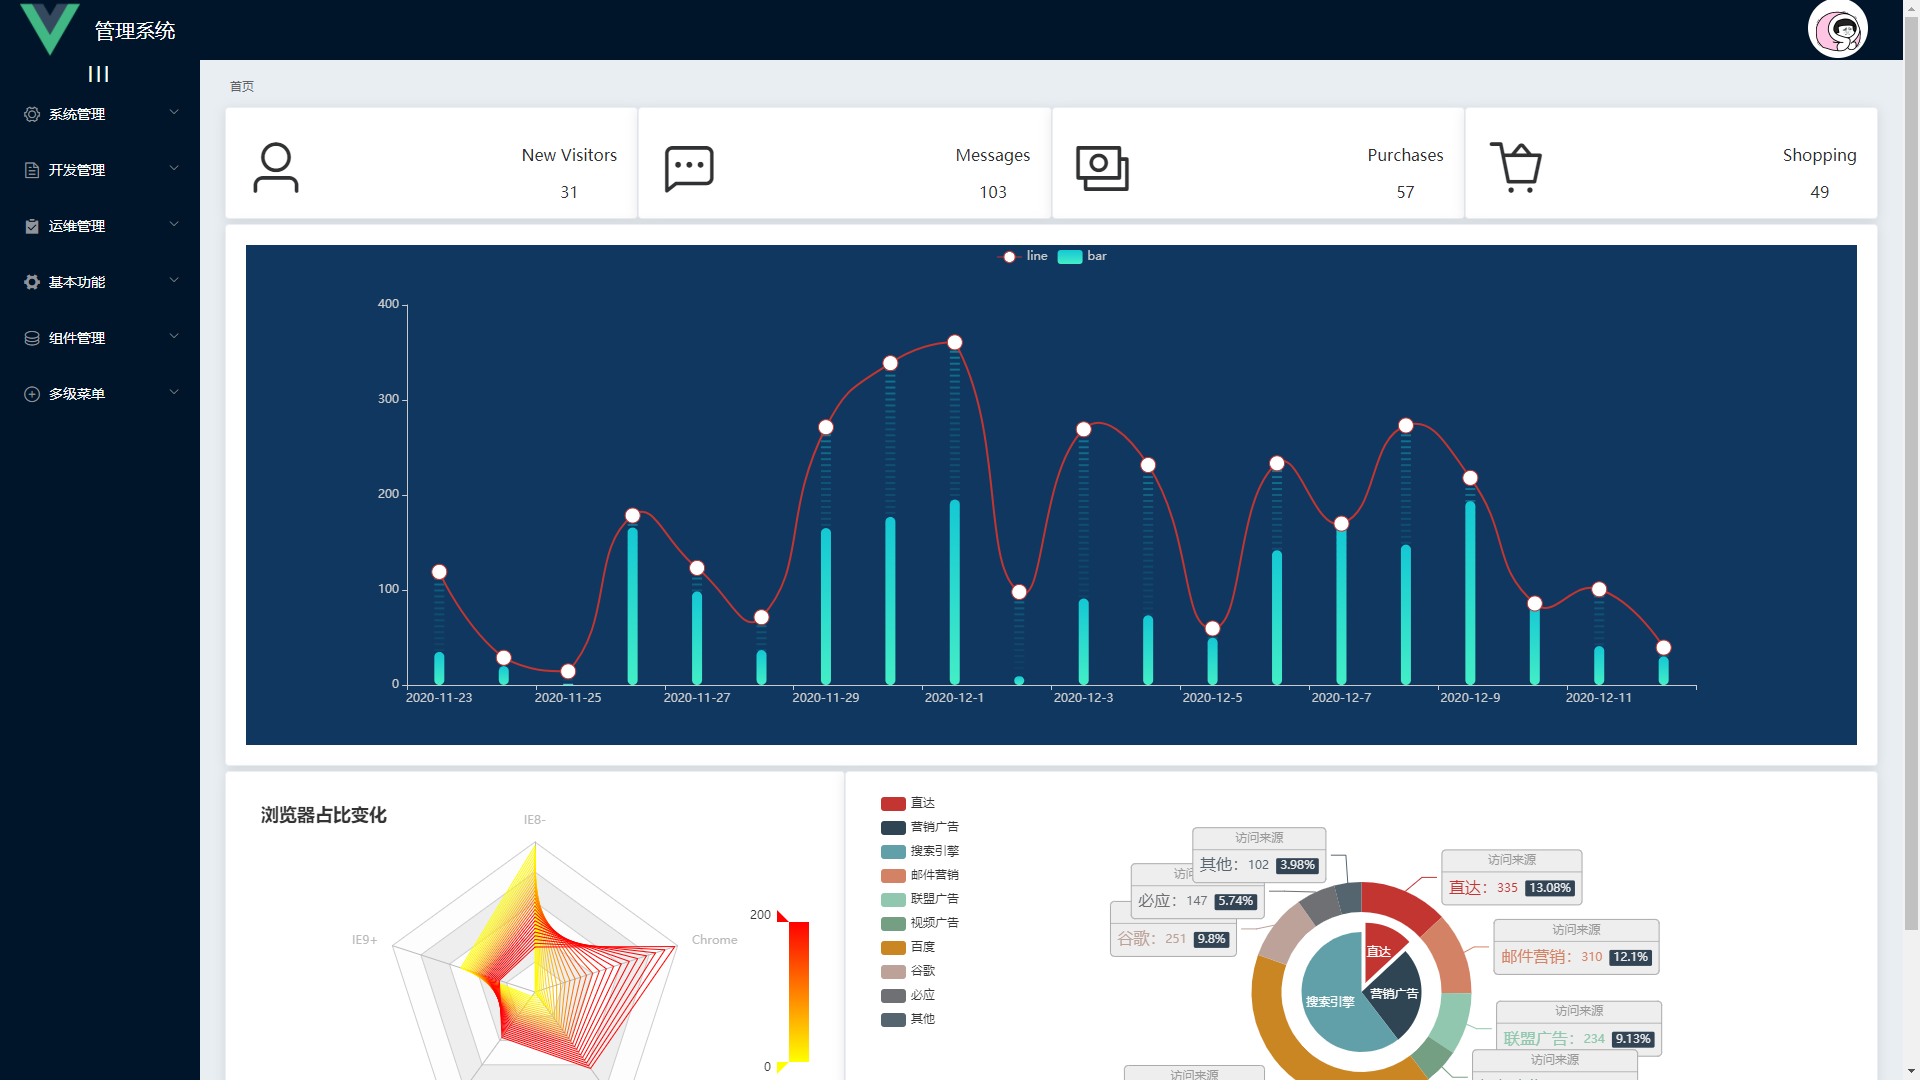 管理系统
系统管理
开发管理
运维管理
基本功能
组件管理
多级菜单
首页
New Visitors
31
Messages
103
Purchases
57
Shopping
49
line
bar
400
300
200
100
0
2020-11-23
2020-11-25
2020-11-27
2020-11-29
2020-12-1
2020-12-3
2020-12-5
2020-12-7
2020-12-9
2020-12-11
浏览器占比变化
IE8-
IE9+
Chrome
200
0
直达
营销广告
搜索引擎
邮件营销
联盟广告
视频广告
百度
谷歌
必应
其他
访问来源
其他: 102 3.98%
访
必应: 147 5.74%
谷歌: 251 9.8%
访问来源
直达: 335 13.08%
访问来源
邮件营销: 310 12.1%
访问来源
联盟广告: 234 9.13%
访问来源
访问来源
直达
营销广告
搜索引擎